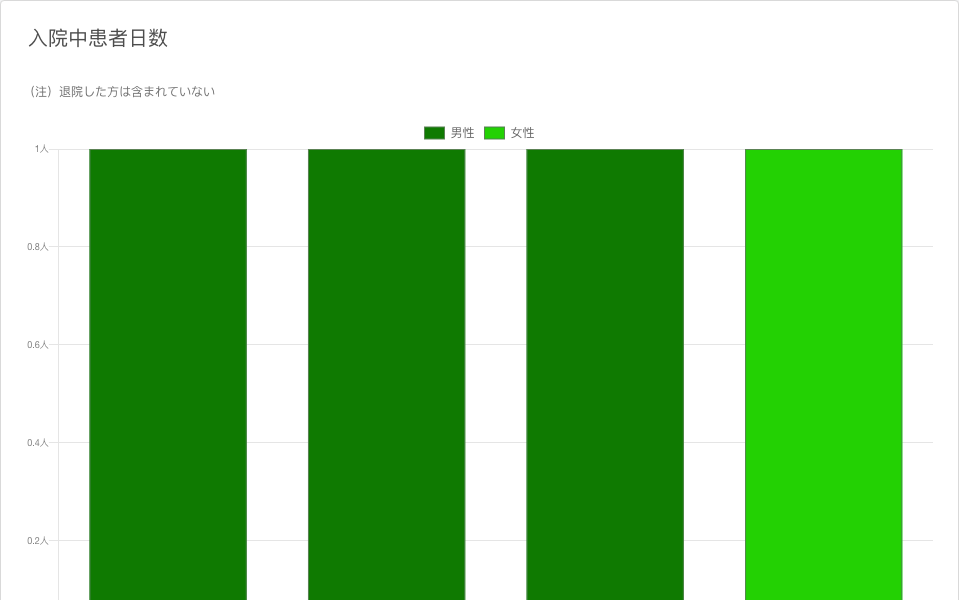 入院中患者日数
（注）退院した方は含まれていない
男性 女性
1人
0.8人
0.6人
0.4人
0.2人